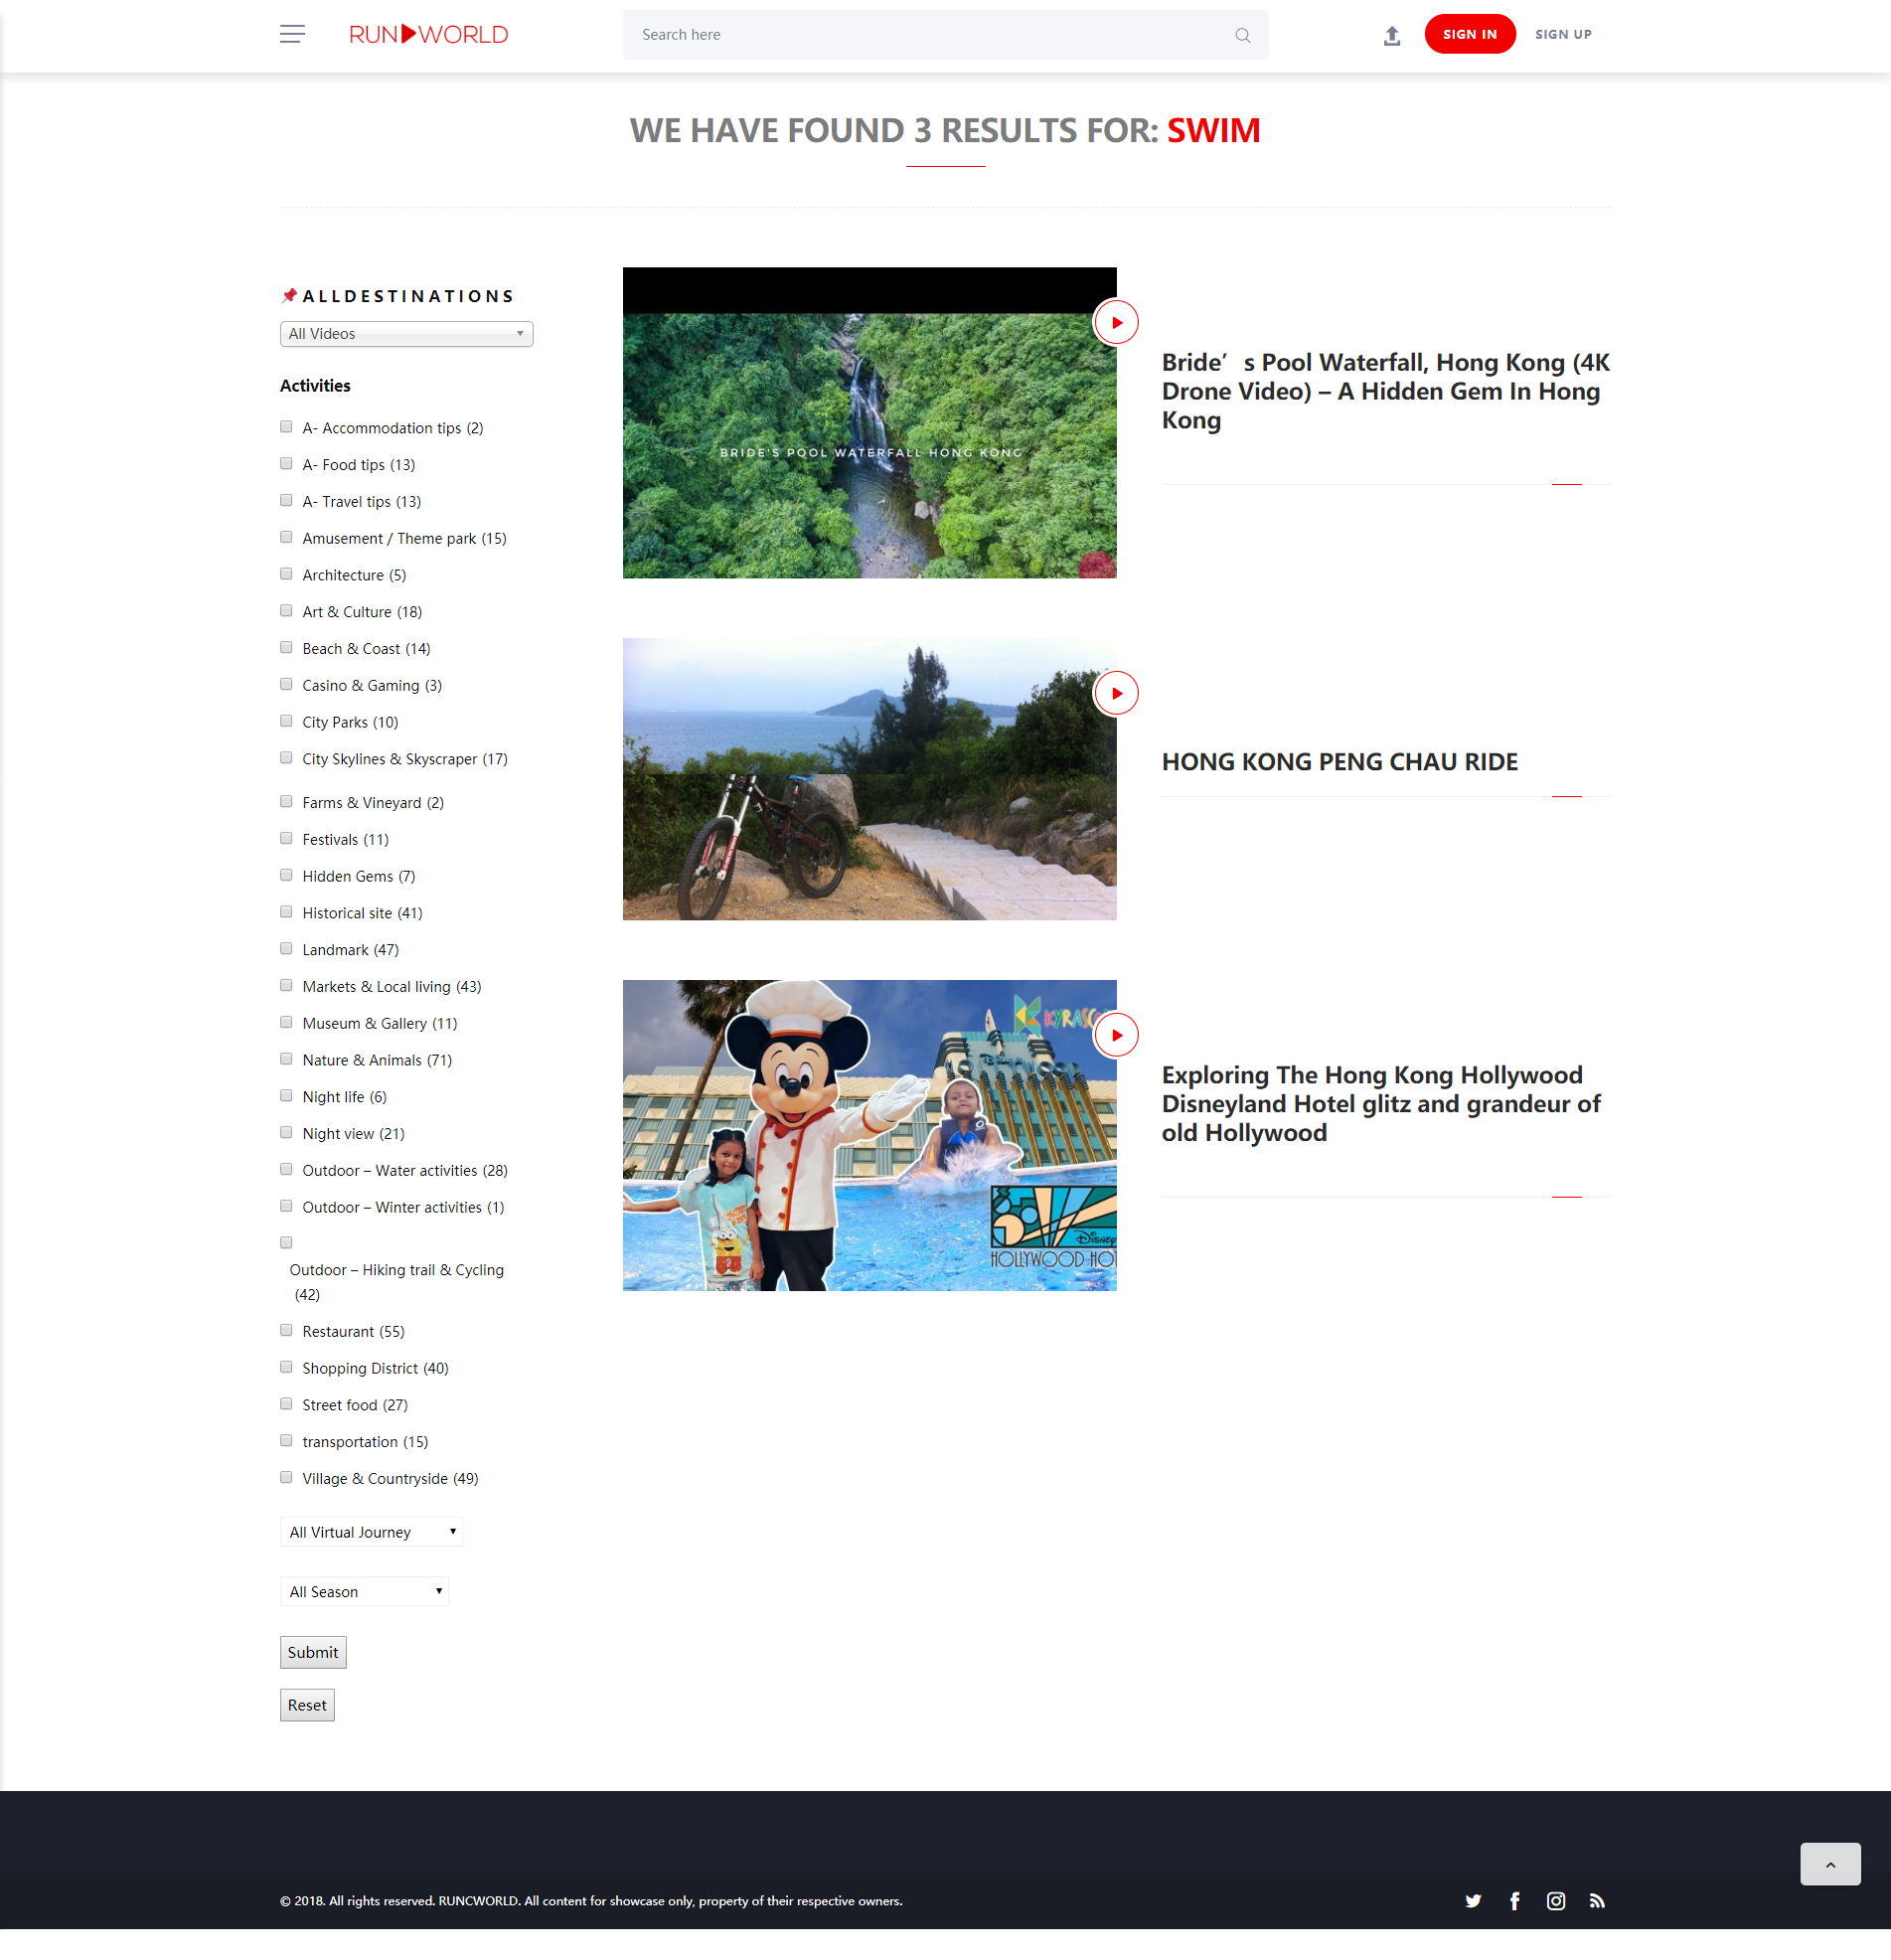 RUN WORLD
Search here
SIGN IN
SIGN UP
WE HAVE FOUND 3 RESULTS FOR: SWIM
ALLDESTINATIONS
All Videos
Activities
A- Accommodation tips (2)
A- Food tips (13)
A- Travel tips (13)
Amusement / Theme park (15)
Architecture (5)
Art & Culture (18)
Beach & Coast (14)
Casino & Gaming (3)
City Parks (10)
City Skylines & Skyscraper (17)
Farms & Vineyard (2)
Festivals (11)
Hidden Gems (7)
Historical site (41)
Landmark (47)
Markets & Local living (43)
Museum & Gallery (11)
Nature & Animals (71)
Night life (6)
Night view (21)
Outdoor – Water activities (28)
Outdoor – Winter activities (1)
Outdoor – Hiking trail & Cycling
(42)
Restaurant (55)
Shopping District (40)
Street food (27)
transportation (15)
Village & Countryside (49)
All Virtual Journey
All Season
Submit
Reset
BRIDE'S POOL WATERFALL HONG KONG
Bride’s Pool Waterfall, Hong Kong (4K
Drone Video) – A Hidden Gem In Hong
Kong
HONG KONG PENG CHAU RIDE
KYRASCO
Disney
HOLLYWOOD HO
Exploring The Hong Kong Hollywood
Disneyland Hotel glitz and grandeur of
old Hollywood
© 2018. All rights reserved. RUNCWORLD. All content for showcase only, property of their respective owners.